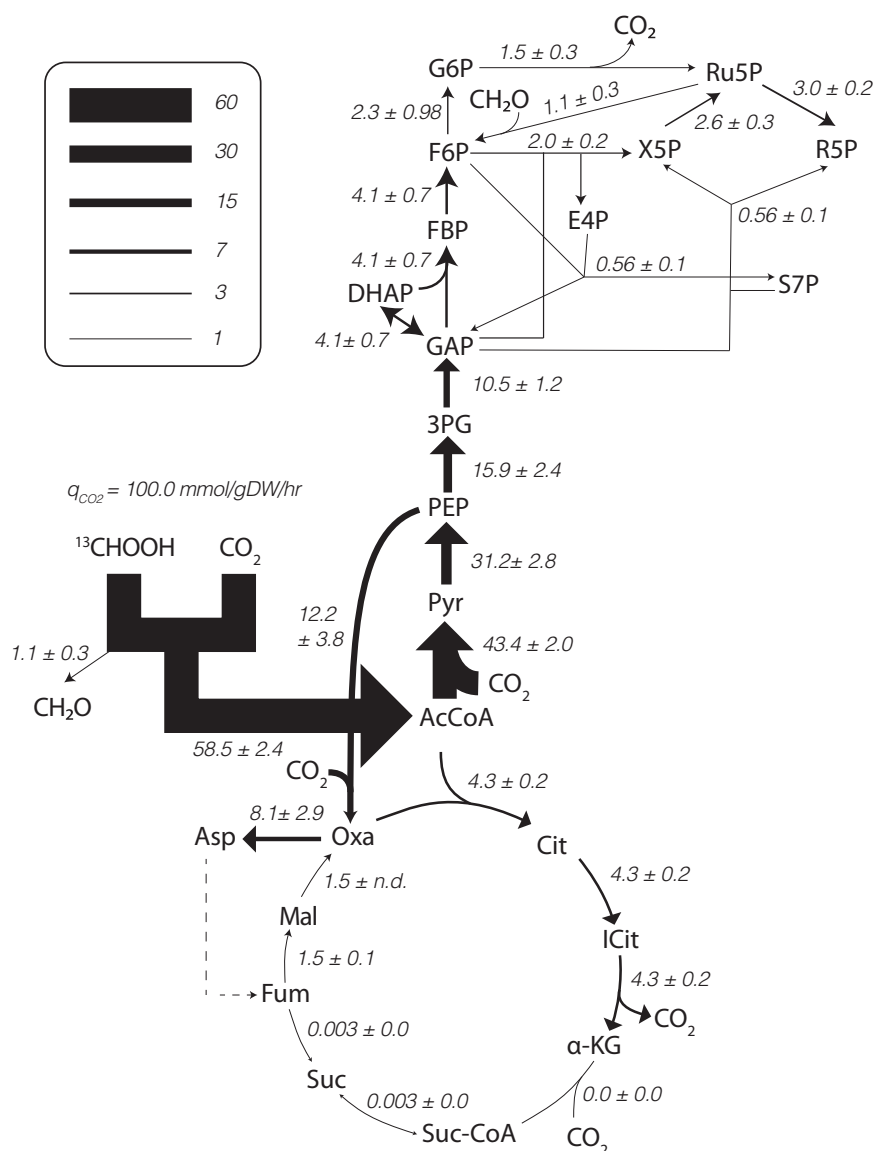 CO₂
1.5 ± 0.3
G6P
Ru5P
60
CH₂O
1.1 ± 0.3
3.0 ± 0.2
2.3 ± 0.98
2.6 ± 0.3
30
F6P
2.0 ± 0.2
X5P
R5P
15
4.1 ± 0.7
E4P
0.56 ± 0.1
FBP
7
4.1 ± 0.7
0.56 ± 0.1
S7P
3
DHAP
1
4.1± 0.7
GAP
10.5 ± 1.2
3PG
15.9 ± 2.4
q_CO2 = 100.0 mmol/gDW/hr
PEP
¹³CHOOH
CO₂
31.2± 2.8
Pyr
12.2
± 3.8
43.4 ± 2.0
1.1 ± 0.3
CO₂
CH₂O
AcCoA
58.5 ± 2.4
CO₂
4.3 ± 0.2
8.1± 2.9
Asp
Oxa
Cit
1.5 ± n.d.
4.3 ± 0.2
Mal
ICit
1.5 ± 0.1
4.3 ± 0.2
Fum
CO₂
0.003 ± 0.0
α-KG
Suc
0.003 ± 0.0
0.0 ± 0.0
Suc-CoA
CO₂